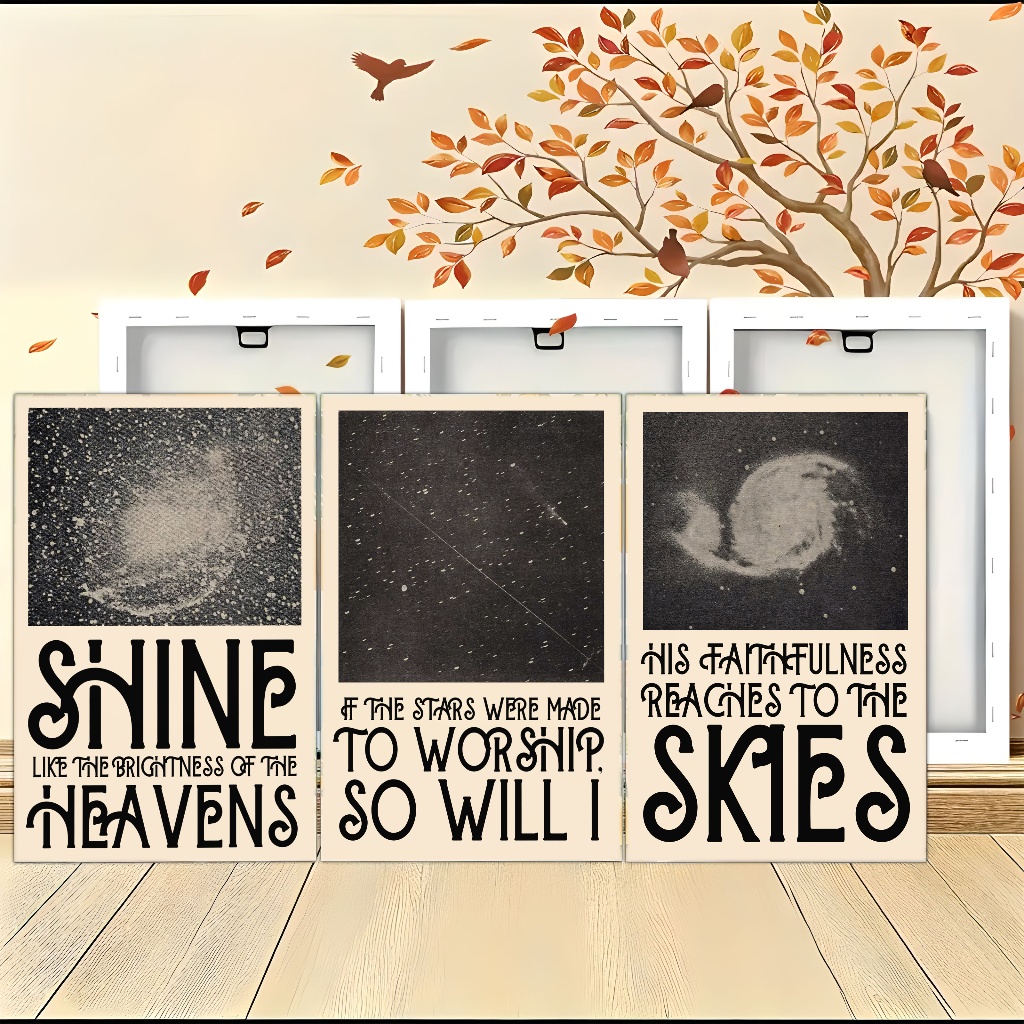 SHINE
LIKE THE BRIGHTNESS OF THE
HEAVENS
IF THE STARS WERE MADE
TO WORSHIP,
SO WILL I
HIS FAITHFULNESS
REACHES TO THE
SKIES